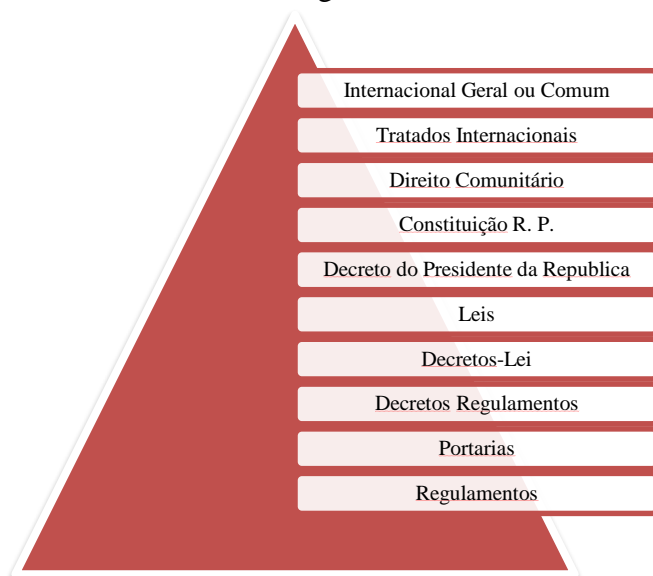 Internacional Geral ou Comum
Tratados Internacionais
Direito Comunitário
Constituição R. P.
Decreto do Presidente da Republica
Leis
Decretos-Lei
Decretos Regulamentos
Portarias
Regulamentos